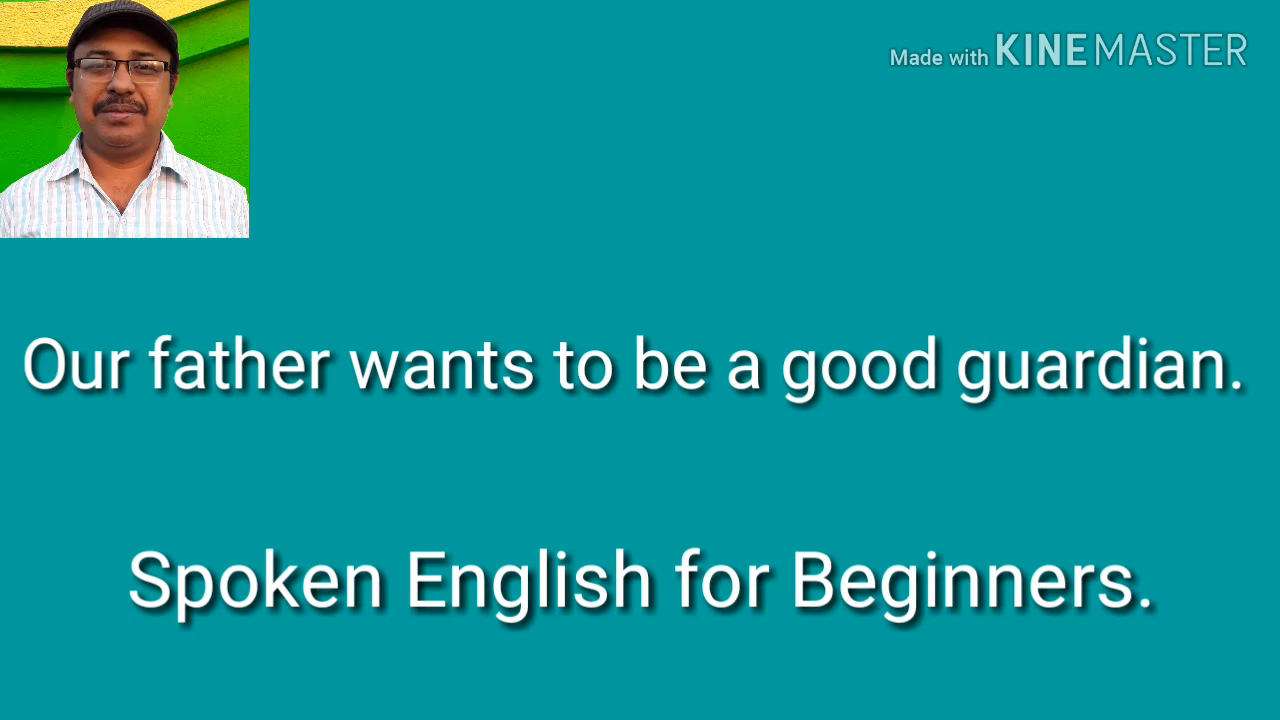 Made with KINEMASTER
Our father wants to be a good guardian.
Spoken English for Beginners.